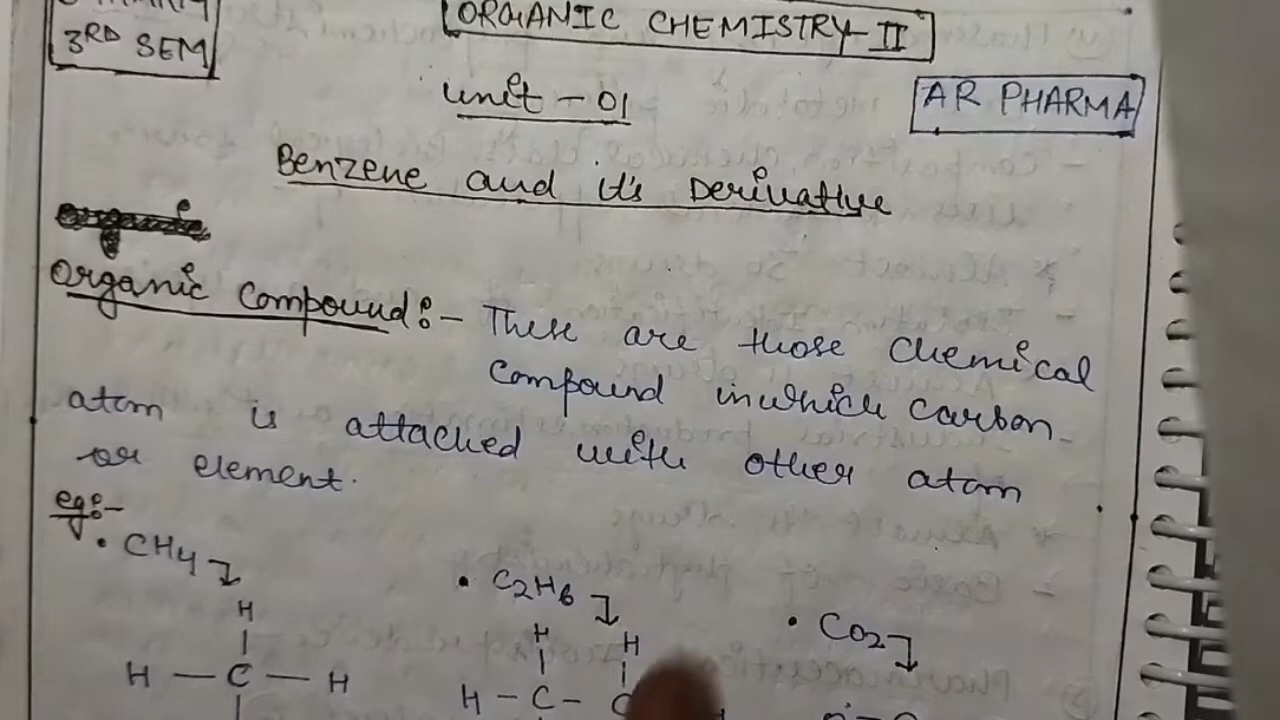 3RD SEM
ORGANIC CHEMISTRY-II
Unit - 01
AR PHARMA
Benzene and it's Derivative
Organic Compound:- These are those Chemical
Compound in which Carbon
atom is attached with other atom
or element.
eg:-
• CH4
• C2H6
• CO2
H
H H
H - C - H
H - C - C